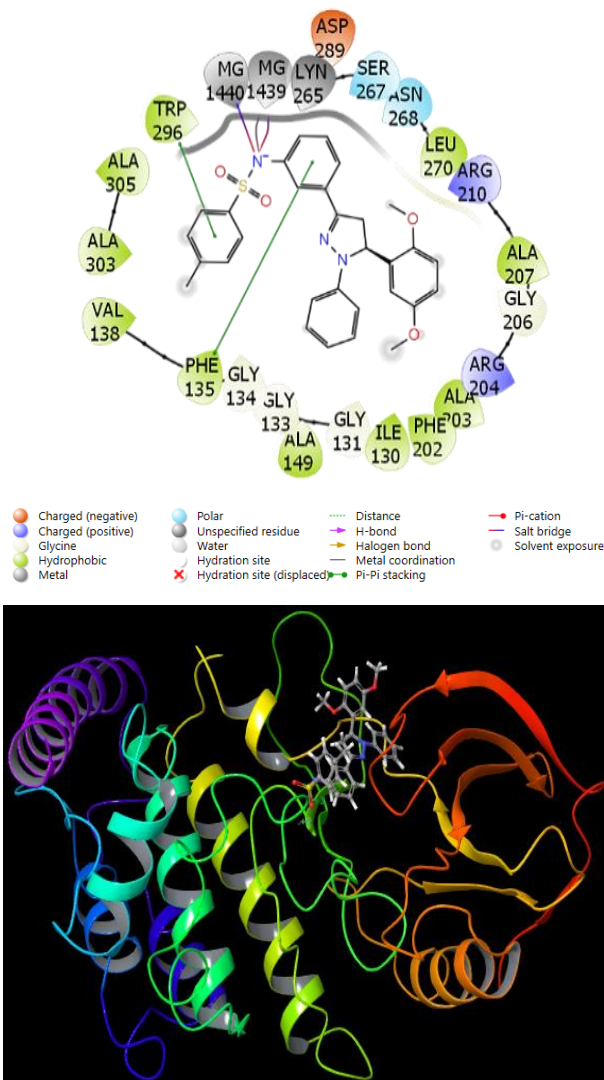 ASP
289
MG
1440
MG
1439
LYN
265
SER
267
ASN
268
TRP
296
LEU
270
ARG
210
ALA
305
ALA
303
ALA
207
GLY
206
VAL
138
ARG
204
PHE
135
GLY
134
GLY
133
ALA
149
GLY
131
ILE
130
PHE
202
ALA
203
N-
S
O
O
O
N
N
O
Charged (negative)
Charged (positive)
Glycine
Hydrophobic
Metal
Polar
Unspecified residue
Water
Hydration site
Hydration site (displaced)
Distance
H-bond
Halogen bond
Metal coordination
Pi-Pi stacking
Pi-cation
Salt bridge
Solvent exposure